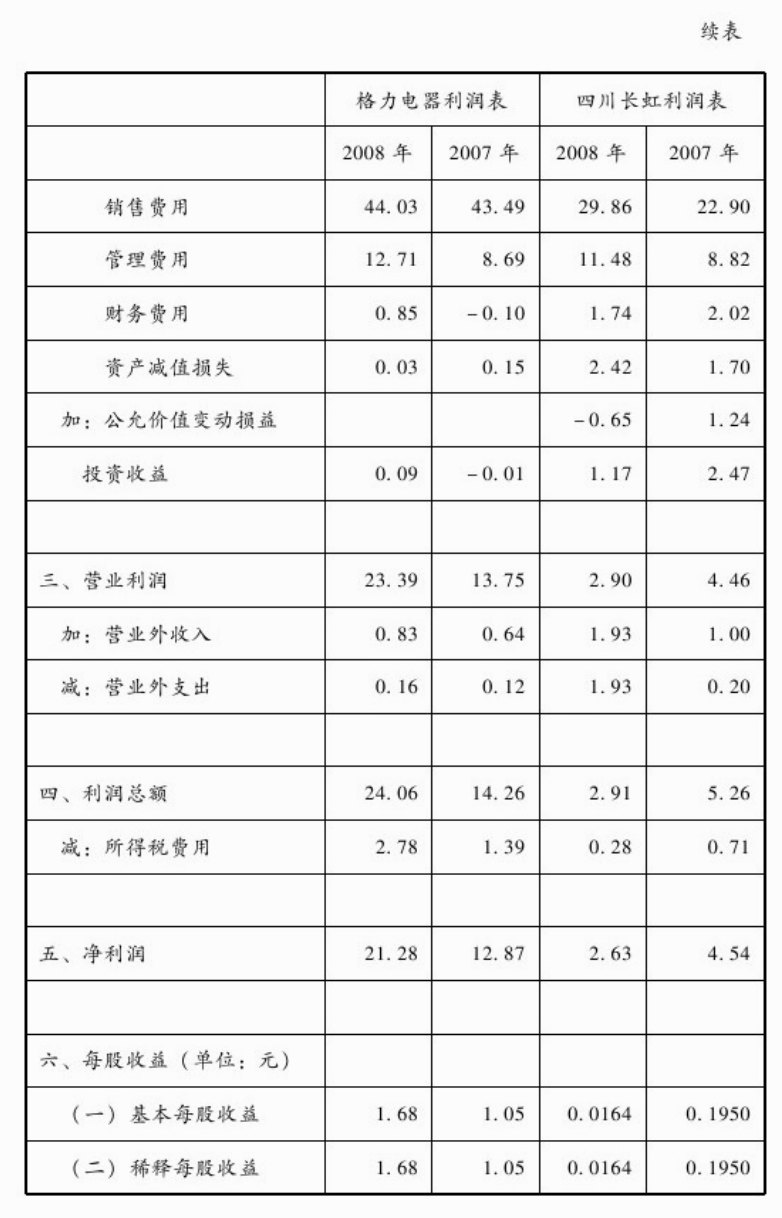 续表
格力电器利润表 四川长虹利润表
2008 年 2007 年 2008 年 2007 年
销售费用 44.03 43.49 29.86 22.90
管理费用 12.71 8.69 11.48 8.82
财务费用 0.85 -0.10 1.74 2.02
资产减值损失 0.03 0.15 2.42 1.70
加：公允价值变动损益 -0.65 1.24
投资收益 0.09 -0.01 1.17 2.47
三、营业利润 23.39 13.75 2.90 4.46
加：营业外收入 0.83 0.64 1.93 1.00
减：营业外支出 0.16 0.12 1.93 0.20
四、利润总额 24.06 14.26 2.91 5.26
减：所得税费用 2.78 1.39 0.28 0.71
五、净利润 21.28 12.87 2.63 4.54
六、每股收益（单位：元）
（一）基本每股收益 1.68 1.05 0.0164 0.1950
（二）稀释每股收益 1.68 1.05 0.0164 0.1950